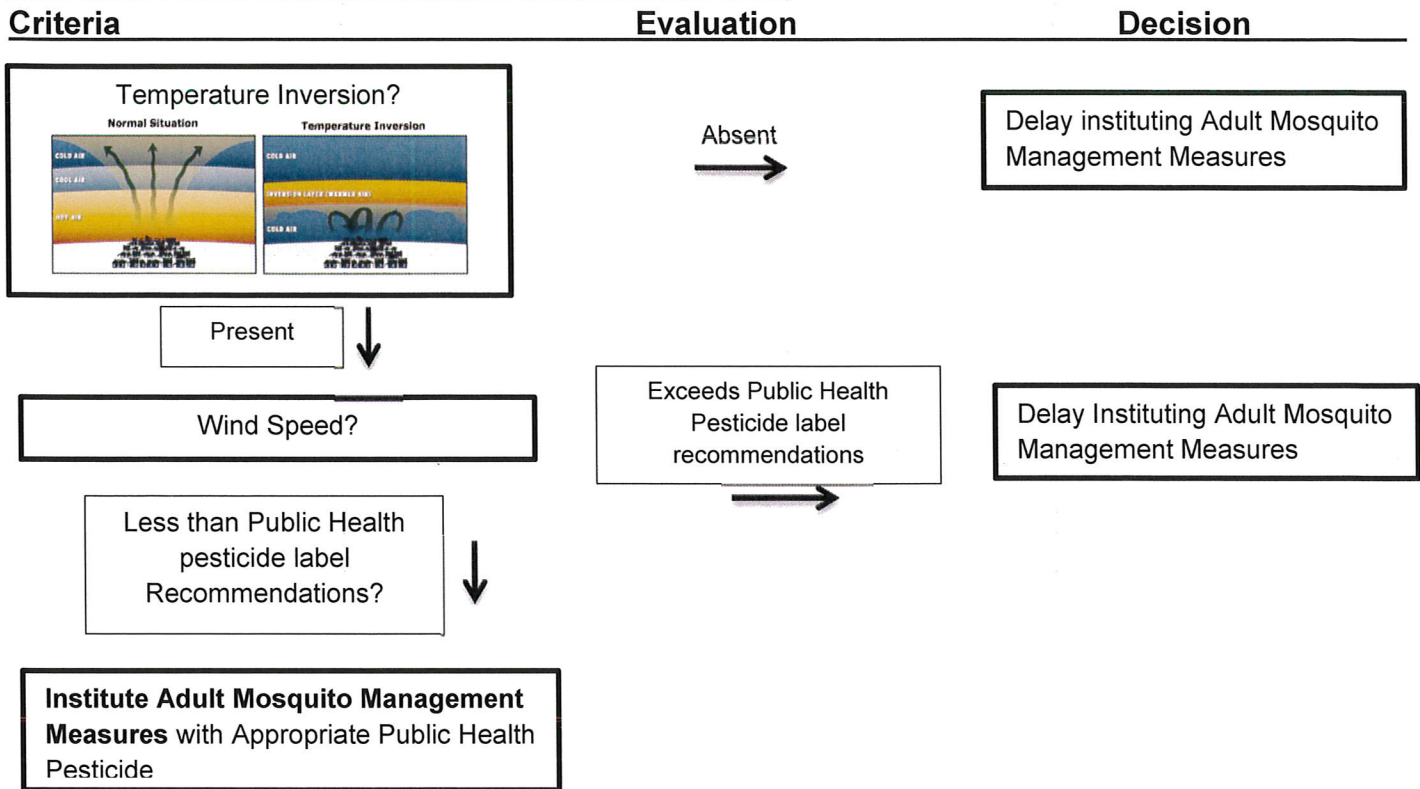 Criteria
Evaluation
Decision
Temperature Inversion?
Normal Situation
COLD AIR
COOL AIR
HOT AIR
Temperature Inversion
COLD AIR
INVERSION LAYER (WARMER AIR)
COLD AIR
Absent
Delay instituting Adult Mosquito
Management Measures
Present
Wind Speed?
Exceeds Public Health
Pesticide label
recommendations
Delay Instituting Adult Mosquito
Management Measures
Less than Public Health
pesticide label
Recommendations?
Institute Adult Mosquito Management
Measures with Appropriate Public Health
Pesticide